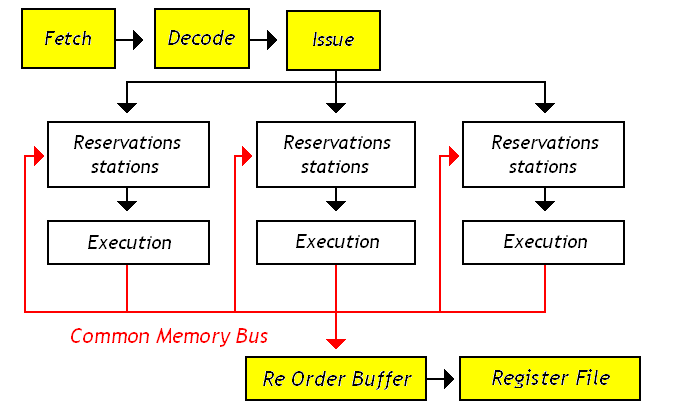 Fetch
Decode
Issue
Reservations
stations
Reservations
stations
Reservations
stations
Execution
Execution
Execution
Common Memory Bus
Re Order Buffer
Register File